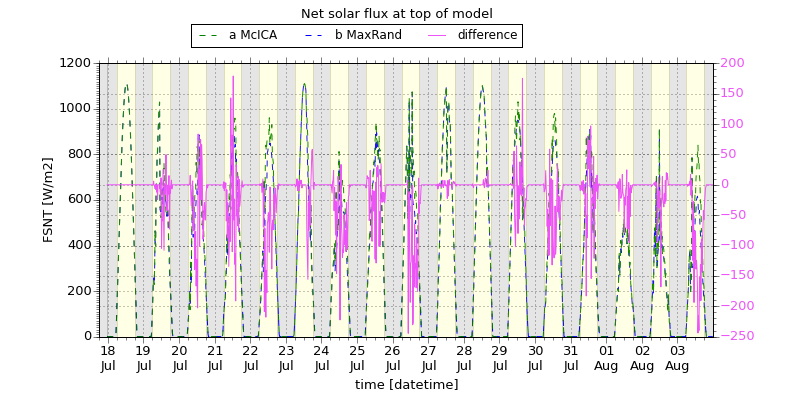 Net solar flux at top of model
a McICA b MaxRand difference
FSNT [W/m2]
1200
1000
800
600
400
200
0
200
150
100
50
0
−50
−100
−150
−200
−250
18 19 20 21 22 23 24 25 26 27 28 29 30 31 01 02 03
Jul Jul Jul Jul Jul Jul Jul Jul Jul Jul Jul Jul Jul Jul Aug Aug Aug
time [datetime]